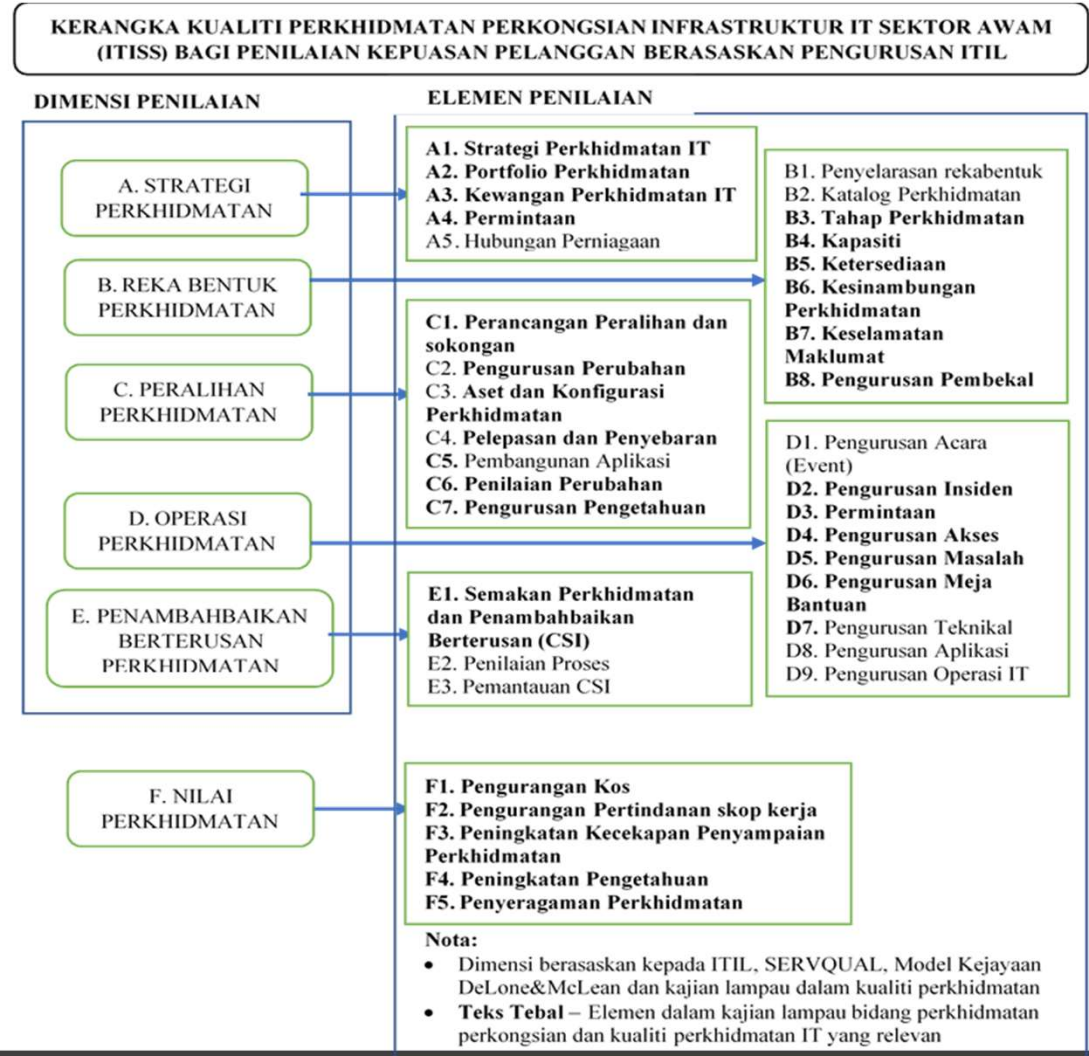 KERANGKA KUALITI PERKHIDMATAN PERKONGSIAN INFRASTRUKTUR IT SEKTOR AWAM
(ITISS) BAGI PENILAIAN KEPUASAN PELANGGAN BERASASKAN PENGURUSAN ITIL
DIMENSI PENILAIAN
A. STRATEGI
PERKHIDMATAN
B. REKA BENTUK
PERKHIDMATAN
C. PERALIHAN
PERKHIDMATAN
D. OPERASI
PERKHIDMATAN
E. PENAMBAHBAIKAN
BERTERUSAN
PERKHIDMATAN
F. NILAI
PERKHIDMATAN
ELEMEN PENILAIAN
A1. Strategi Perkhidmatan IT
A2. Portfolio Perkhidmatan
A3. Kewangan Perkhidmatan IT
A4. Permintaan
A5. Hubungan Perniagaan
B1. Penyelarasan rekabentuk
B2. Katalog Perkhidmatan
B3. Tahap Perkhidmatan
B4. Kapasiti
B5. Ketersediaan
B6. Kesinambungan
Perkhidmatan
B7. Keselamatan
Maklumat
B8. Pengurusan Pembekal
C1. Perancangan Peralihan dan
sokongan
C2. Pengurusan Perubahan
C3. Aset dan Konfigurasi
Perkhidmatan
C4. Pelepasan dan Penyebaran
C5. Pembangunan Aplikasi
C6. Penilaian Perubahan
C7. Pengurusan Pengetahuan
D1. Pengurusan Acara
(Event)
D2. Pengurusan Insiden
D3. Permintaan
D4. Pengurusan Akses
D5. Pengurusan Masalah
D6. Pengurusan Meja
Bantuan
D7. Pengurusan Teknikal
D8. Pengurusan Aplikasi
D9. Pengurusan Operasi IT
E1. Semakan Perkhidmatan
dan Penambahbaikan
Berterusan (CSI)
E2. Penilaian Proses
E3. Pemantauan CSI
F1. Pengurangan Kos
F2. Pengurangan Pertindanan skop kerja
F3. Peningkatan Kecekapan Penyampaian
Perkhidmatan
F4. Peningkatan Pengetahuan
F5. Penyeragaman Perkhidmatan
Nota:
• Dimensi berasaskan kepada ITIL, SERVQUAL, Model Kejayaan
DeLone&McLean dan kajian lampau dalam kualiti perkhidmatan
• Teks Tebal – Elemen dalam kajian lampau bidang perkhidmatan
perkongsian dan kualiti perkhidmatan IT yang relevan